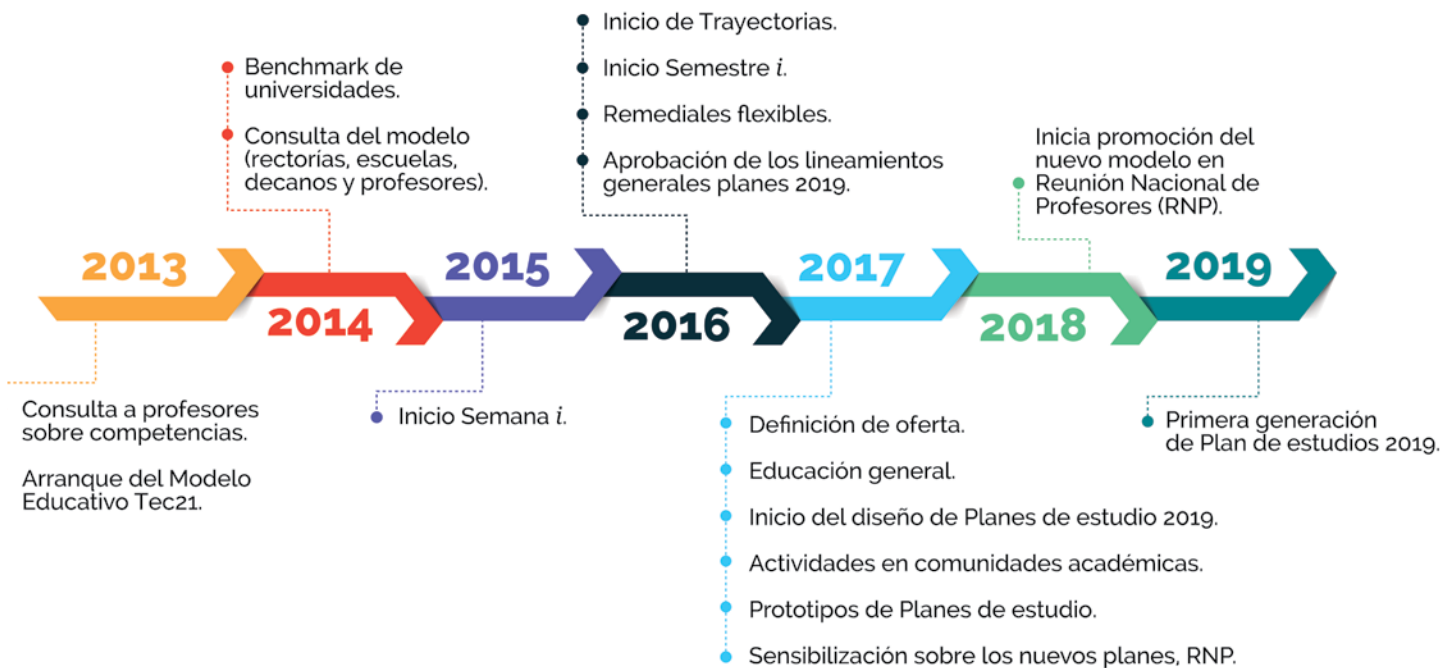 2013
Consulta a profesores
sobre competencias.
Arranque del Modelo
Educativo Tec21.
2014
Benchmark de
universidades.
Consulta del modelo
(rectorías, escuelas,
decanos y profesores).
2015
Inicio Semana i.
2016
Inicio de Trayectorias.
Inicio Semestre i.
Remediales flexibles.
Aprobación de los lineamientos
generales planes 2019.
2017
Definición de oferta.
Educación general.
Inicio del diseño de Planes de estudio 2019.
Actividades en comunidades académicas.
Prototipos de Planes de estudio.
Sensibilización sobre los nuevos planes, RNP.
2018
Inicia promoción del
nuevo modelo en
Reunión Nacional de
Profesores (RNP).
2019
Primera generación
de Plan de estudios 2019.